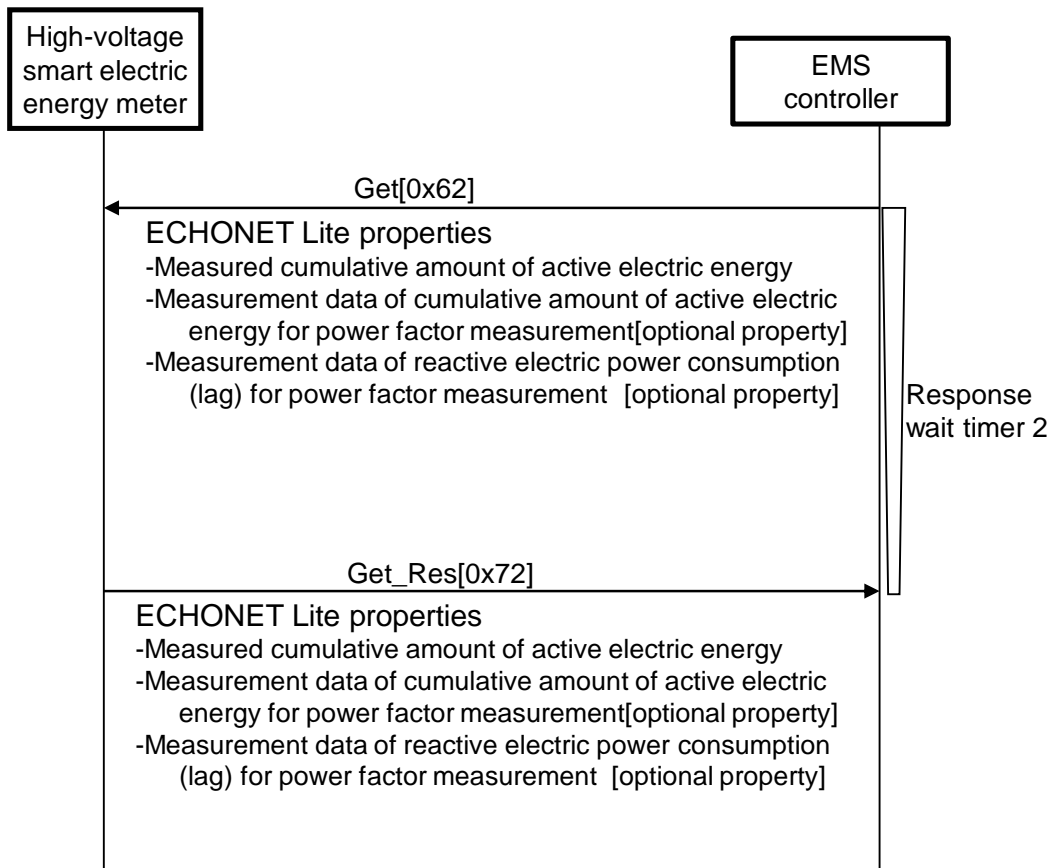 High-voltage
smart electric
energy meter
EMS
controller
Get[0x62]
ECHONET Lite properties
-Measured cumulative amount of active electric energy
-Measurement data of cumulative amount of active electric
energy for power factor measurement[optional property]
-Measurement data of reactive electric power consumption
(lag) for power factor measurement [optional property]
Response
wait timer 2
Get_Res[0x72]
ECHONET Lite properties
-Measured cumulative amount of active electric energy
-Measurement data of cumulative amount of active electric
energy for power factor measurement[optional property]
-Measurement data of reactive electric power consumption
(lag) for power factor measurement [optional property]